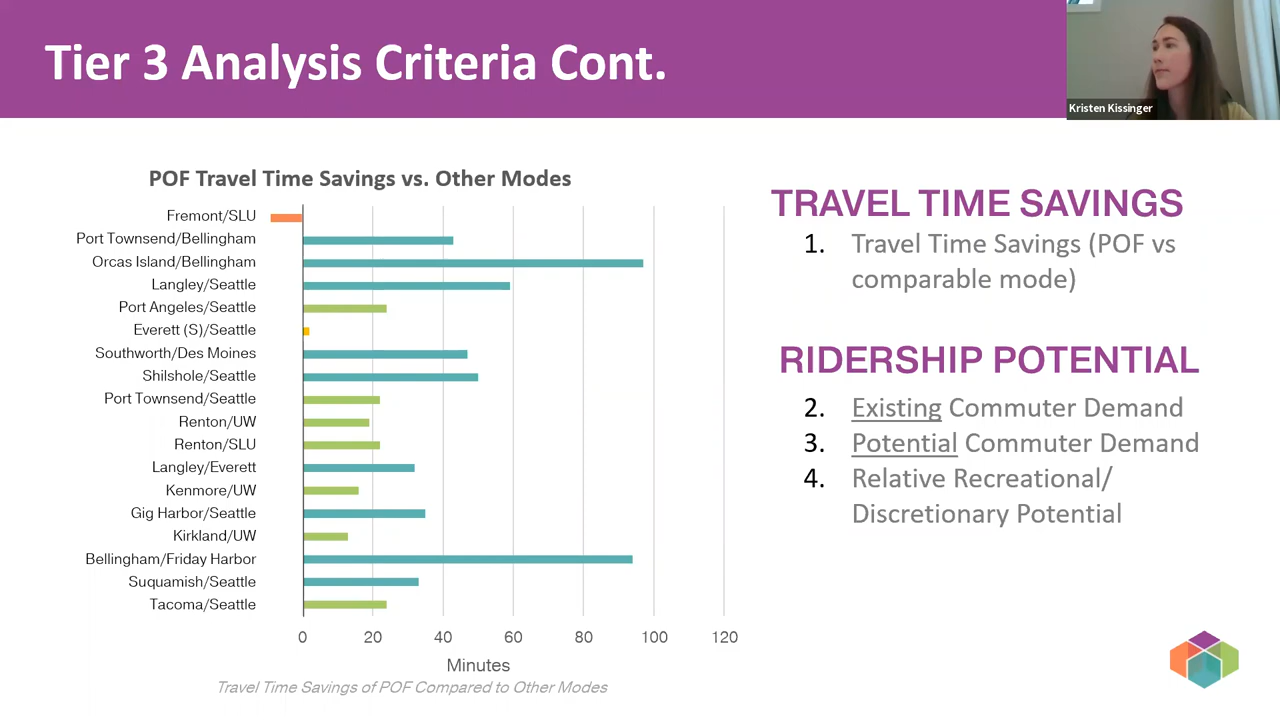 Tier 3 Analysis Criteria Cont.
Kristen Kissinger
POF Travel Time Savings vs. Other Modes
Fremont/SLU
Port Townsend/Bellingham
Orcas Island/Bellingham
Langley/Seattle
Port Angeles/Seattle
Everett (S)/Seattle
Southworth/Des Moines
Shilshole/Seattle
Port Townsend/Seattle
Renton/UW
Renton/SLU
Langley/Everett
Kenmore/UW
Gig Harbor/Seattle
Kirkland/UW
Bellingham/Friday Harbor
Suquamish/Seattle
Tacoma/Seattle
0 20 40 60 80 100 120
Minutes
Travel Time Savings of POF Compared to Other Modes
TRAVEL TIME SAVINGS
1. Travel Time Savings (POF vs
comparable mode)
RIDERSHIP POTENTIAL
2. Existing Commuter Demand
3. Potential Commuter Demand
4. Relative Recreational/
Discretionary Potential